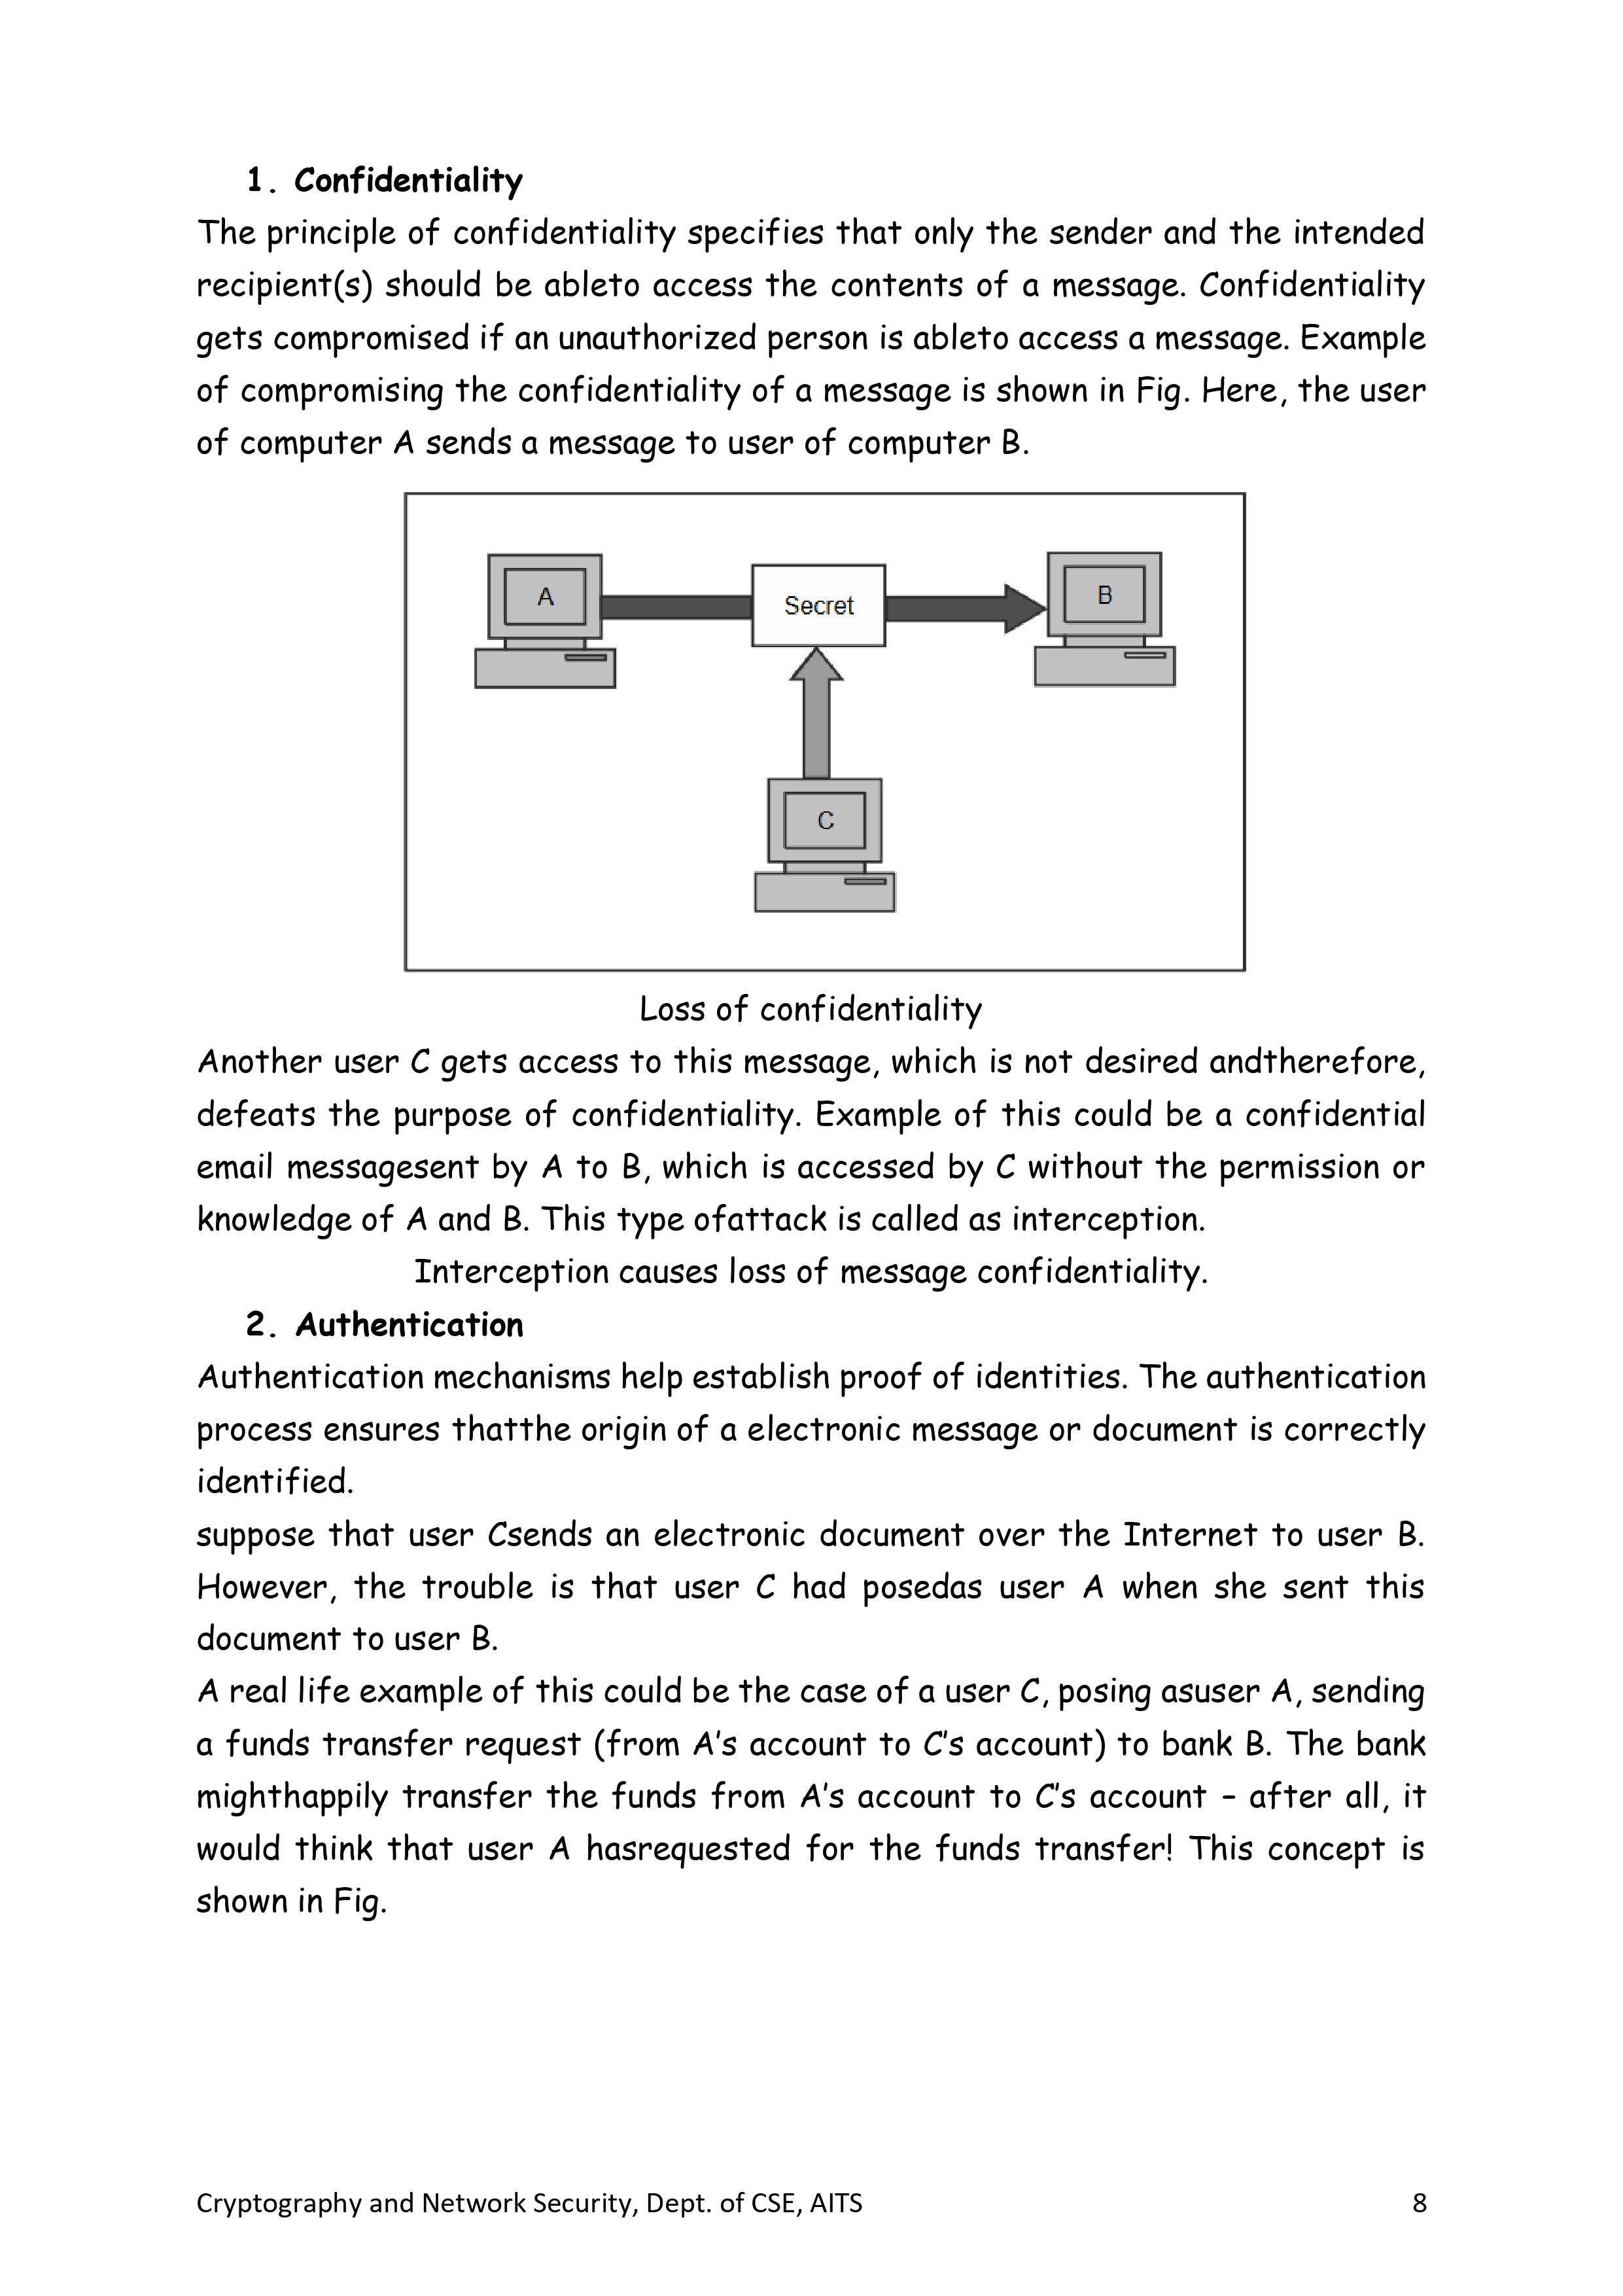 1. Confidentiality
The principle of confidentiality specifies that only the sender and the intended
recipient(s) should be ableto access the contents of a message. Confidentiality
gets compromised if an unauthorized person is ableto access a message. Example
of compromising the confidentiality of a message is shown in Fig. Here, the user
of computer A sends a message to user of computer B.
A
Secret
B
C
Loss of confidentiality
Another user C gets access to this message, which is not desired andtherefore,
defeats the purpose of confidentiality. Example of this could be a confidential
email messagesent by A to B, which is accessed by C without the permission or
knowledge of A and B. This type ofattack is called as interception.
Interception causes loss of message confidentiality.
2. Authentication
Authentication mechanisms help establish proof of identities. The authentication
process ensures thatthe origin of a electronic message or document is correctly
identified.
suppose that user Csends an electronic document over the Internet to user B.
However, the trouble is that user C had posedas user A when she sent this
document to user B.
A real life example of this could be the case of a user C, posing asuser A, sending
a funds transfer request (from A’s account to C’s account) to bank B. The bank
mighthappily transfer the funds from A’s account to C’s account – after all, it
would think that user A hasrequested for the funds transfer! This concept is
shown in Fig.
Cryptography and Network Security, Dept. of CSE, AITS 8